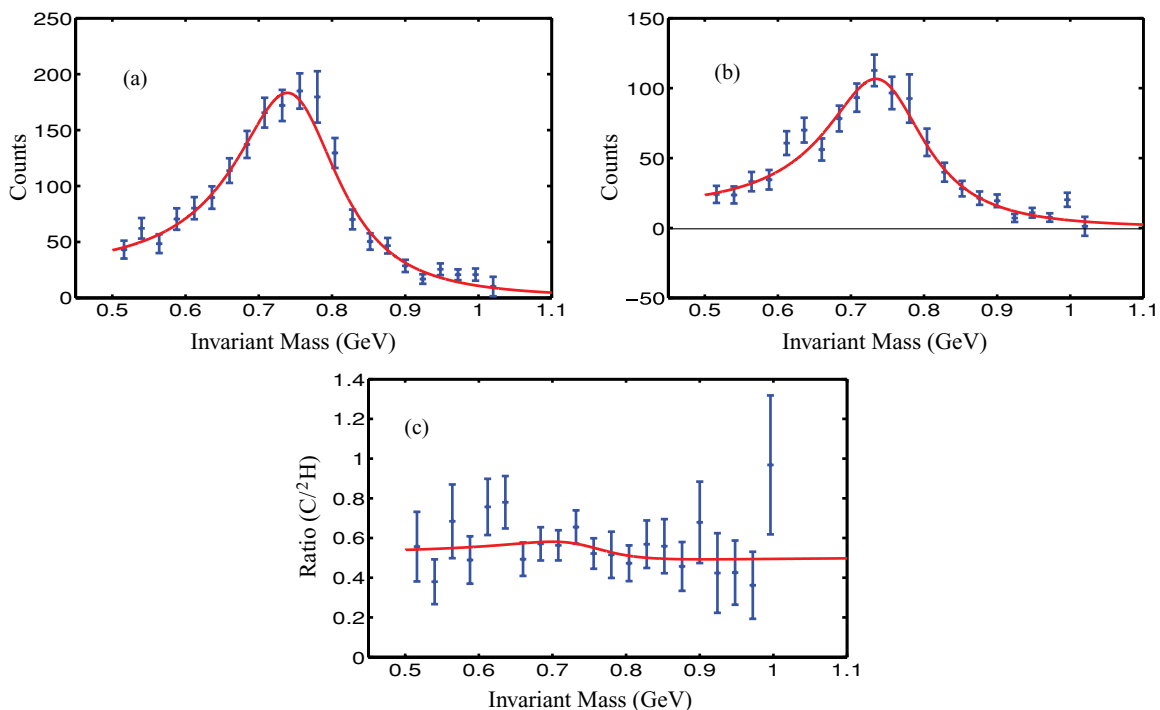 250
200
150
100
50
0
Counts
(a)
0.5 0.6 0.7 0.8 0.9 1 1.1
Invariant Mass (GeV)
150
100
50
0
−50
Counts
(b)
0.5 0.6 0.7 0.8 0.9 1 1.1
Invariant Mass (GeV)
1.4
1.2
1
0.8
0.6
0.4
0.2
0
Ratio (C/²H)
(c)
0.5 0.6 0.7 0.8 0.9 1 1.1
Invariant Mass (GeV)